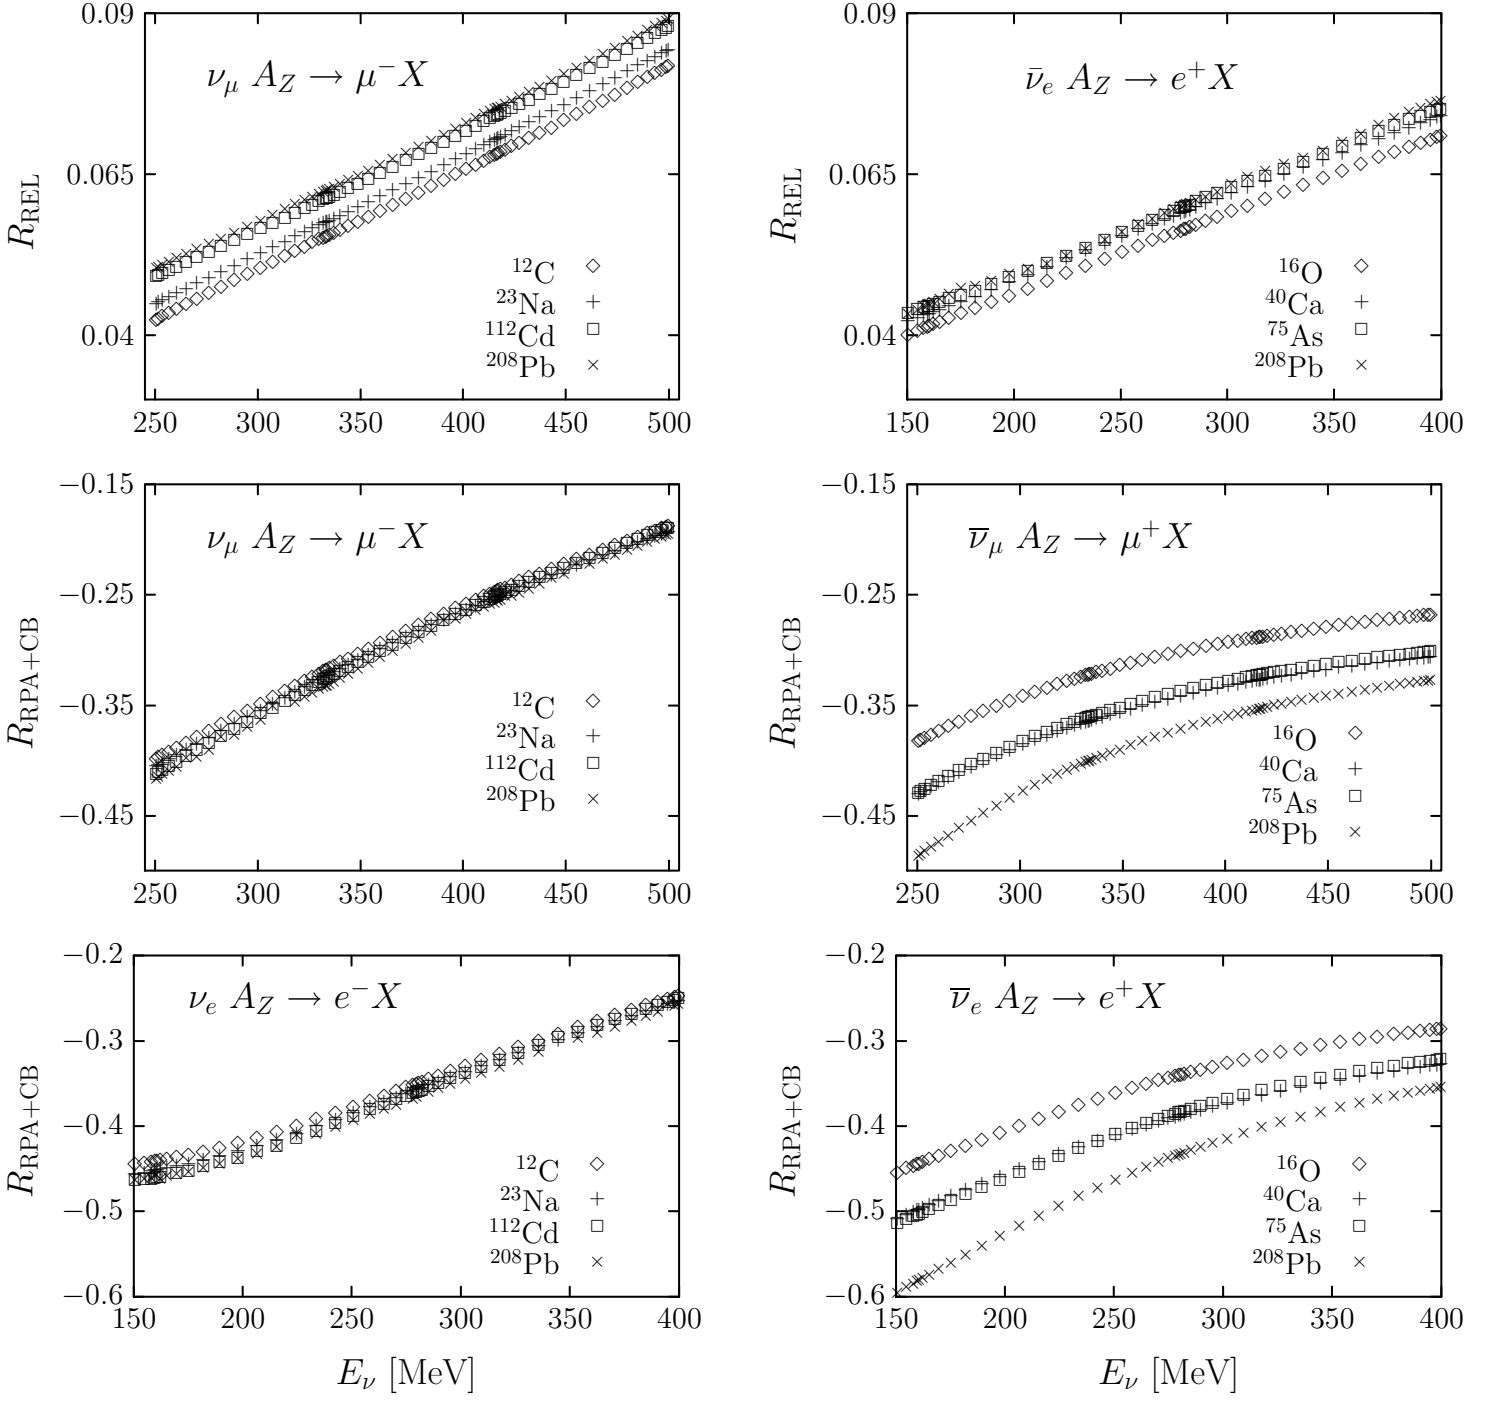 0.09
0.065
0.04
R_REL
ν_μ A_Z → μ⁻X
¹²C ◇
²³Na +
¹¹²Cd □
²⁰⁸Pb ×
250 300 350 400 450 500
0.09
0.065
0.04
R_REL
ν̄_e A_Z → e⁺X
¹⁶O ◇
⁴⁰Ca +
⁷⁵As □
²⁰⁸Pb ×
150 200 250 300 350 400
−0.15
−0.25
−0.35
−0.45
R_RPA+CB
ν_μ A_Z → μ⁻X
¹²C ◇
²³Na +
¹¹²Cd □
²⁰⁸Pb ×
250 300 350 400 450 500
−0.15
−0.25
−0.35
−0.45
R_RPA+CB
ν̄_μ A_Z → μ⁺X
¹⁶O ◇
⁴⁰Ca +
⁷⁵As □
²⁰⁸Pb ×
250 300 350 400 450 500
−0.2
−0.3
−0.4
−0.5
−0.6
R_RPA+CB
ν_e A_Z → e⁻X
¹²C ◇
²³Na +
¹¹²Cd □
²⁰⁸Pb ×
150 200 250 300 350 400
E_ν [MeV]
−0.2
−0.3
−0.4
−0.5
−0.6
R_RPA+CB
ν̄_e A_Z → e⁺X
¹⁶O ◇
⁴⁰Ca +
⁷⁵As □
²⁰⁸Pb ×
150 200 250 300 350 400
E_ν [MeV]